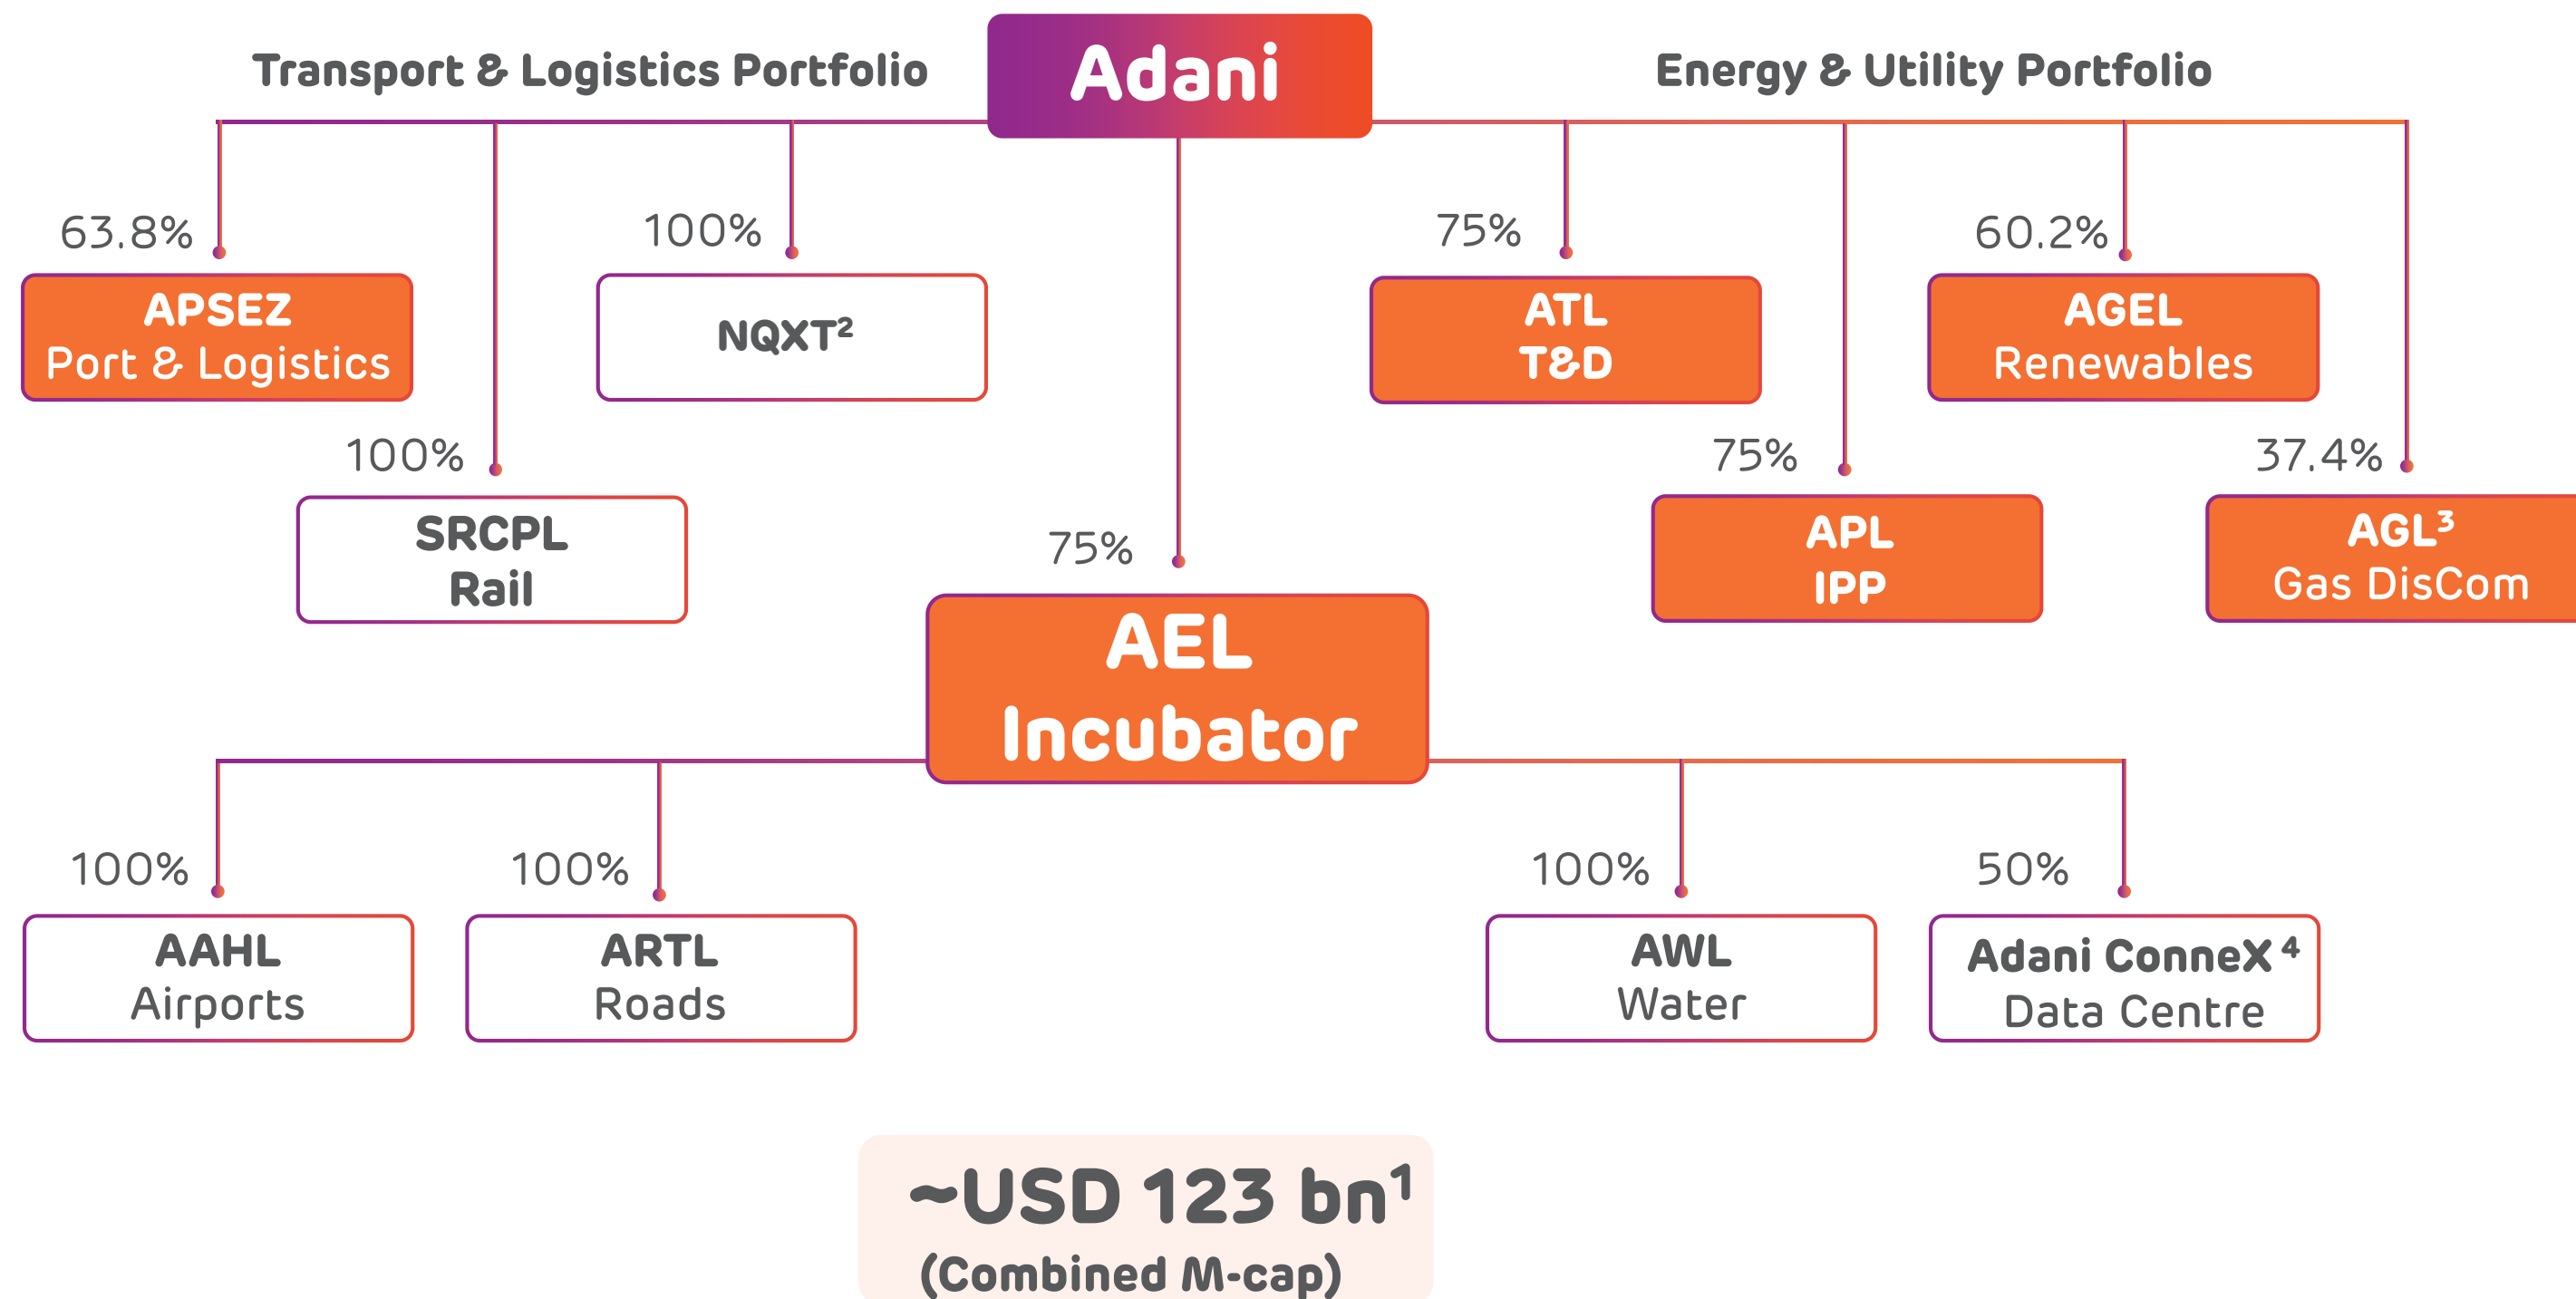 Adani
Transport & Logistics Portfolio
Energy & Utility Portfolio
63.8%
APSEZ
Port & Logistics
100%
SRCPL
Rail
100%
NQXT²
75%
ATL
T&D
75%
APL
IPP
60.2%
AGEL
Renewables
37.4%
AGL³
Gas DisCom
75%
AEL
Incubator
100%
AAHL
Airports
100%
ARTL
Roads
100%
AWL
Water
50%
Adani ConneX ⁴
Data Centre
~USD 123 bn¹
(Combined M-cap)